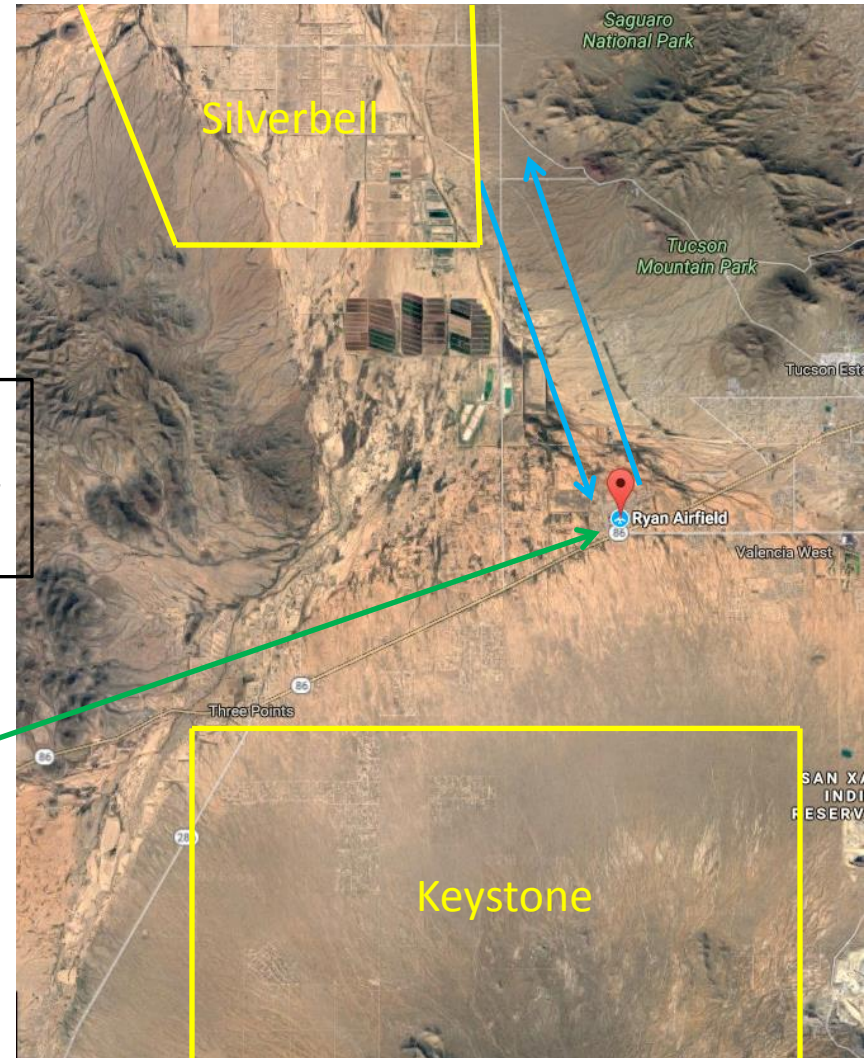 Saguaro
National Park
Silverbell
Tucson
Mountain Park
Tucson Esta
Ryan Airfield
86
Valencia West
86
Three Points
86
SAN XA
INDI
RESERV
28
Keystone